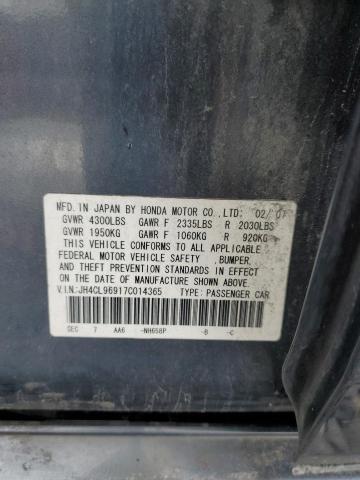 MFD. IN JAPAN BY HONDA MOTOR CO., LTD. 02/07
GVWR 4300LBS GAWR F 2335LBS R 2030LBS
GVWR 1950KG GAWR F 1060KG R 920KG
THIS VEHICLE CONFORMS TO ALL APPLICABLE
FEDERAL MOTOR VEHICLE SAFETY ,BUMPER,
AND THEFT PREVENTION STANDARDS IN EFFECT
ON THE DATE OF MANUFACTURE SHOWN ABOVE.
V.I.N: JH4CL96917C014365 TYPE: PASSENGER CAR
SEC 7 AA6 -NH658P -B -C